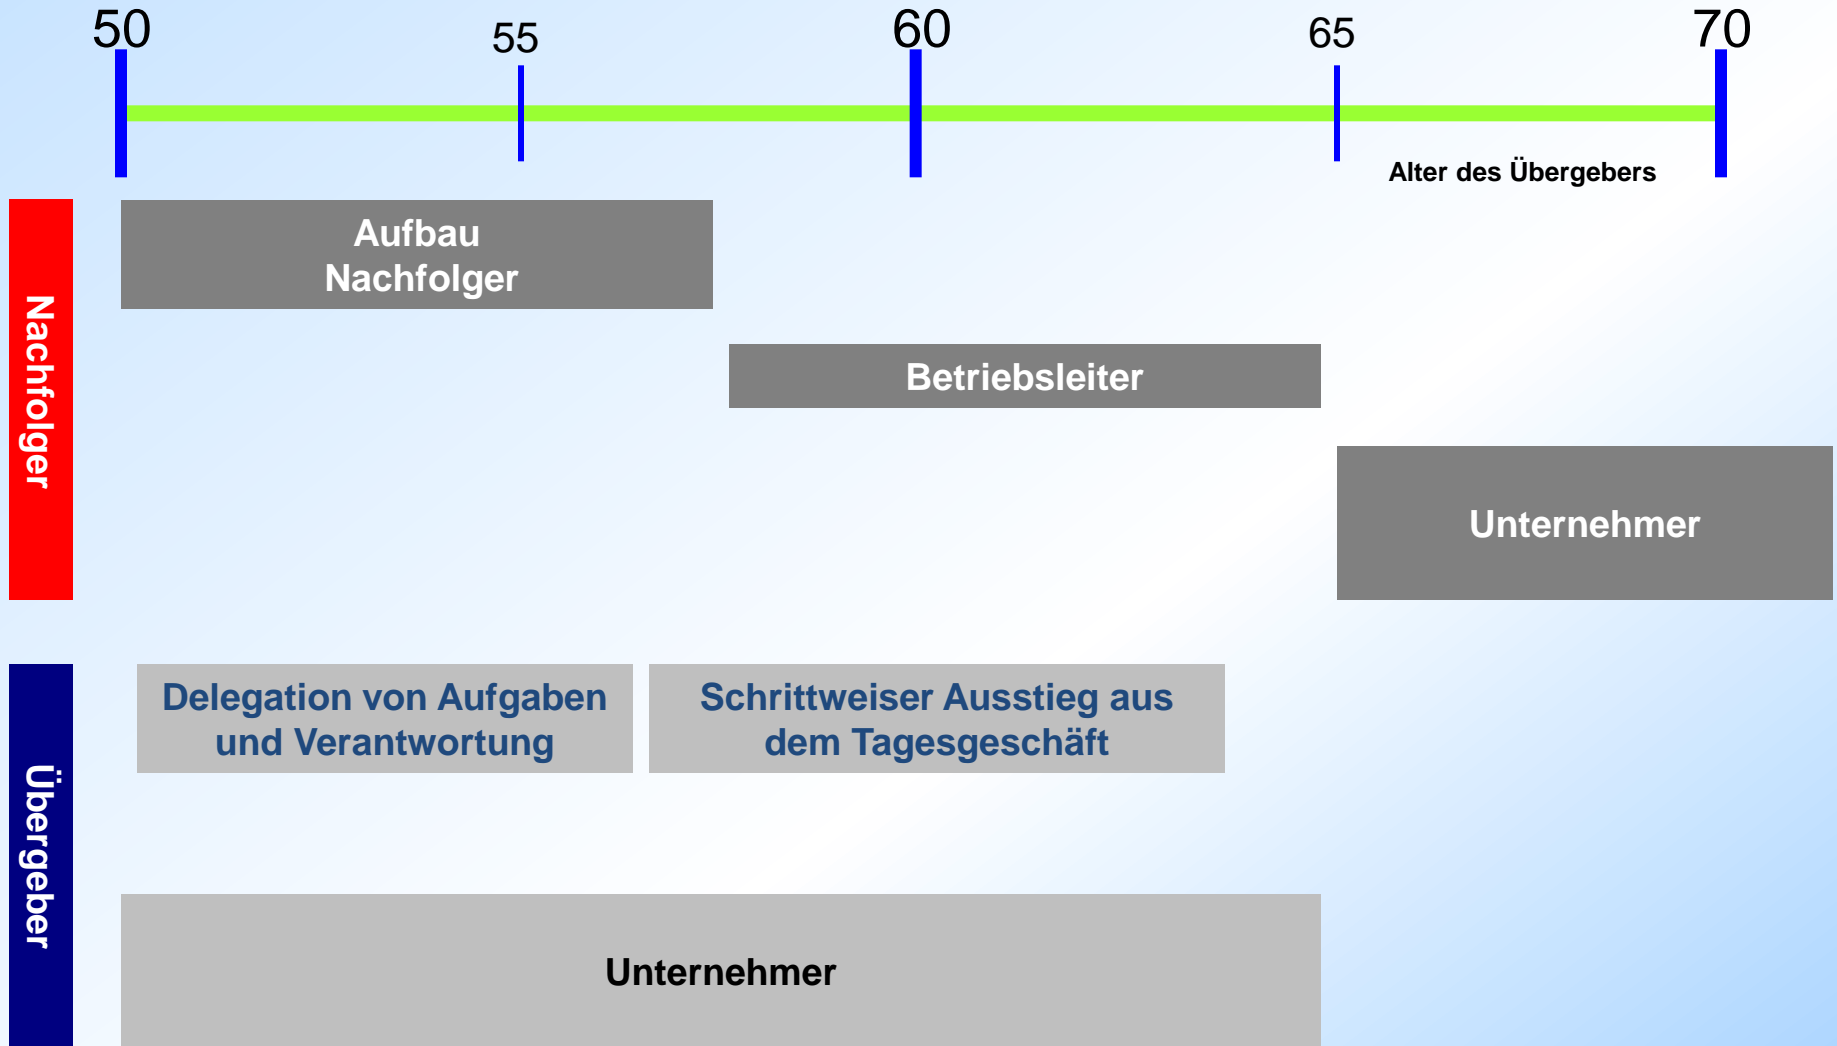 50
55
60
65
70
Alter des Übergebers
Nachfolger
Aufbau
Nachfolger
Betriebsleiter
Unternehmer
Übergeber
Delegation von Aufgaben
und Verantwortung
Schrittweiser Ausstieg aus
dem Tagesgeschäft
Unternehmer